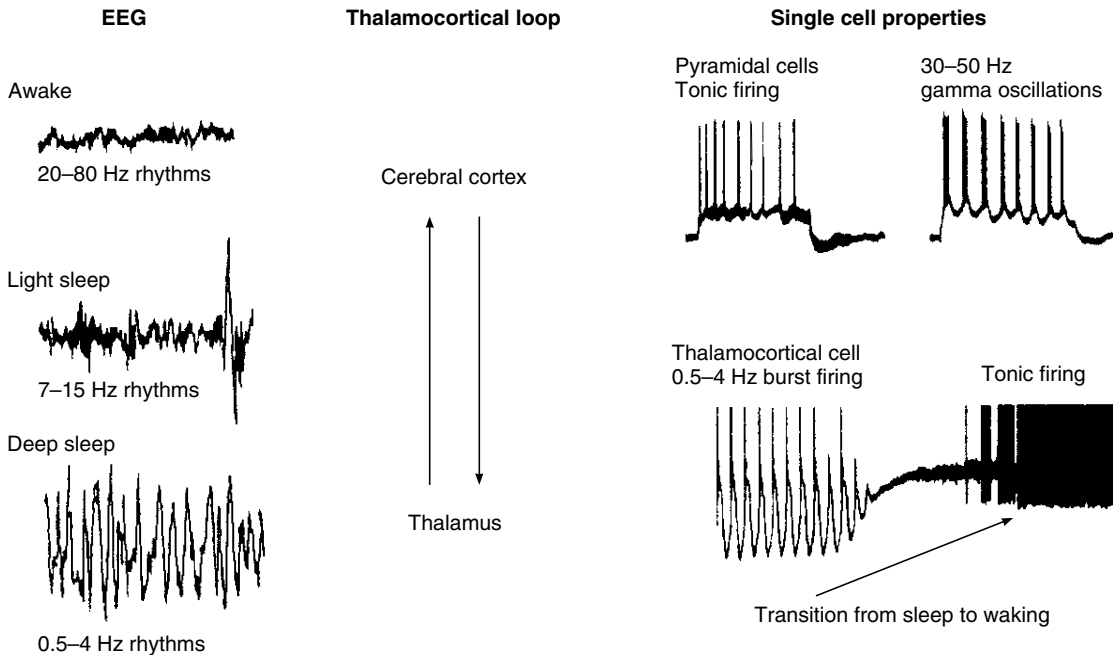 EEG
Thalamocortical loop
Single cell properties
Awake
20–80 Hz rhythms
Light sleep
7–15 Hz rhythms
Deep sleep
0.5–4 Hz rhythms
Cerebral cortex
Thalamus
Pyramidal cells
Tonic firing
30–50 Hz
gamma oscillations
Thalamocortical cell
0.5–4 Hz burst firing
Tonic firing
Transition from sleep to waking